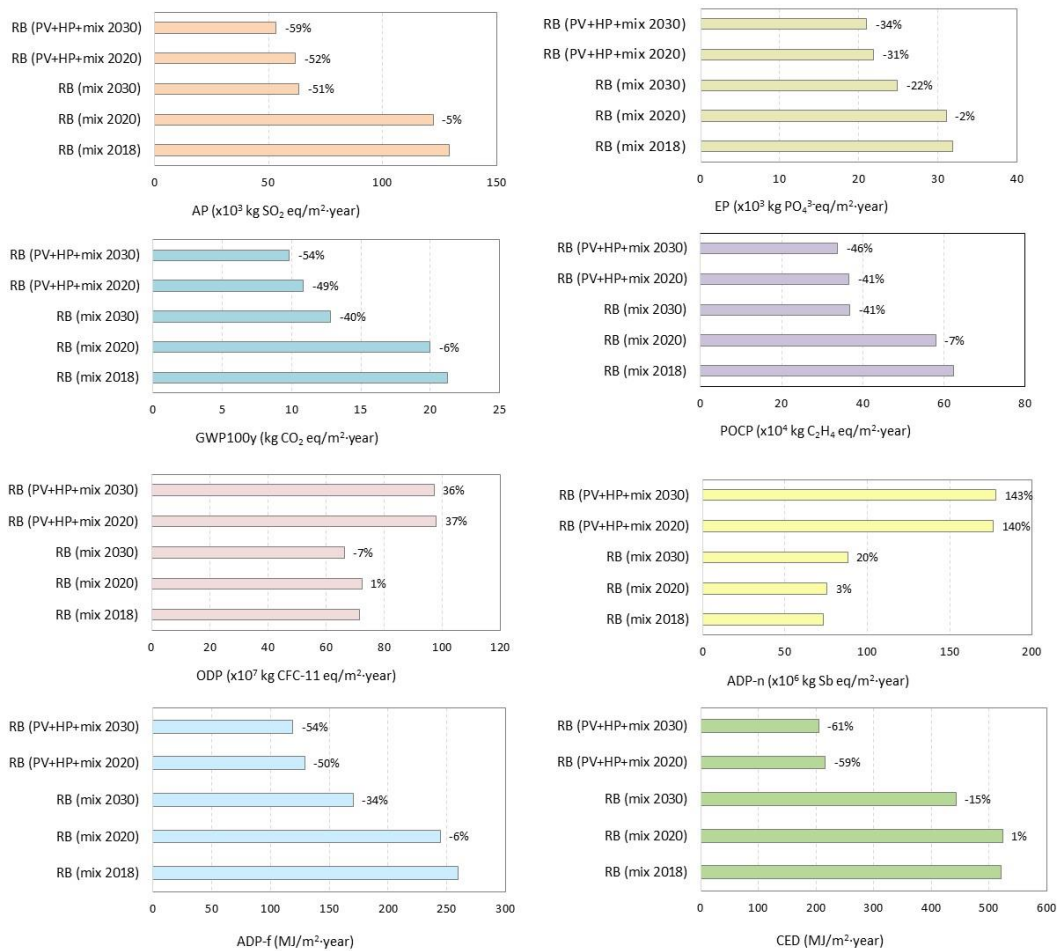 RB (PV+HP+mix 2030) -59%
RB (PV+HP+mix 2020) -52%
RB (mix 2030) -51%
RB (mix 2020) -5%
RB (mix 2018)
0 50 100 150
AP (x10³ kg SO₂ eq/m²·year)
RB (PV+HP+mix 2030) -34%
RB (PV+HP+mix 2020) -31%
RB (mix 2030) -22%
RB (mix 2020) -2%
RB (mix 2018)
0 10 20 30 40
EP (x10³ kg PO₄³⁻eq/m²·year)
RB (PV+HP+mix 2030) -54%
RB (PV+HP+mix 2020) -49%
RB (mix 2030) -40%
RB (mix 2020) -6%
RB (mix 2018)
0 5 10 15 20 25
GWP100y (kg CO₂ eq/m²·year)
RB (PV+HP+mix 2030) -46%
RB (PV+HP+mix 2020) -41%
RB (mix 2030) -41%
RB (mix 2020) -7%
RB (mix 2018)
0 20 40 60 80
POCP (x10⁴ kg C₂H₄ eq/m²·year)
RB (PV+HP+mix 2030) 36%
RB (PV+HP+mix 2020) 37%
RB (mix 2030) -7%
RB (mix 2020) 1%
RB (mix 2018)
0 20 40 60 80 100 120
ODP (x10⁷ kg CFC-11 eq/m²·year)
RB (PV+HP+mix 2030) 143%
RB (PV+HP+mix 2020) 140%
RB (mix 2030) 20%
RB (mix 2020) 3%
RB (mix 2018)
0 50 100 150 200
ADP-n (x10⁶ kg Sb eq/m²·year)
RB (PV+HP+mix 2030) -54%
RB (PV+HP+mix 2020) -50%
RB (mix 2030) -34%
RB (mix 2020) -6%
RB (mix 2018)
0 50 100 150 200 250 300
ADP-f (MJ/m²·year)
RB (PV+HP+mix 2030) -61%
RB (PV+HP+mix 2020) -59%
RB (mix 2030) -15%
RB (mix 2020) 1%
RB (mix 2018)
0 100 200 300 400 500 600
CED (MJ/m²·year)